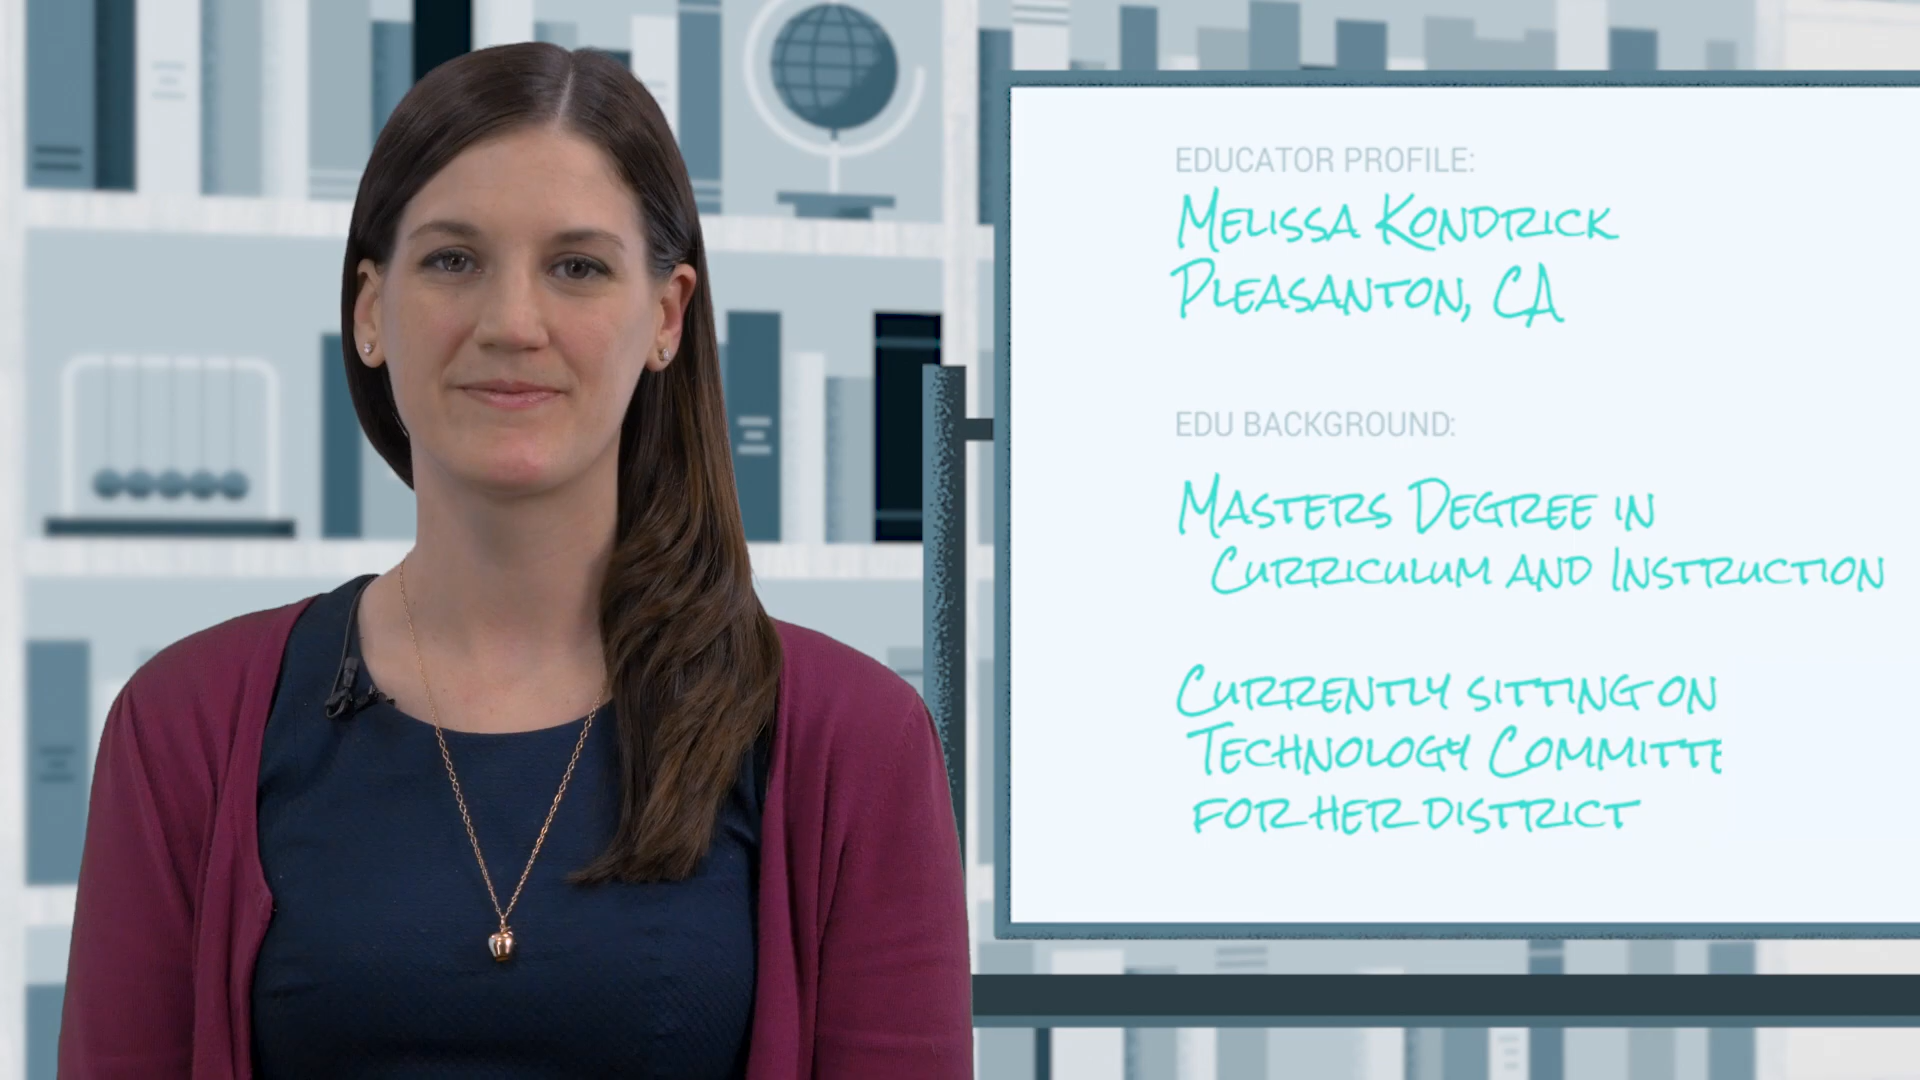 EDUCATOR PROFILE:
MELISSA KONDRICK
PLEASANTON, CA
EDU BACKGROUND:
MASTERS DEGREE IN
CURRICULUM AND INSTRUCTION
CURRENTLY SITTING ON
TECHNOLOGY COMMITTE
FOR HER DISTRICT